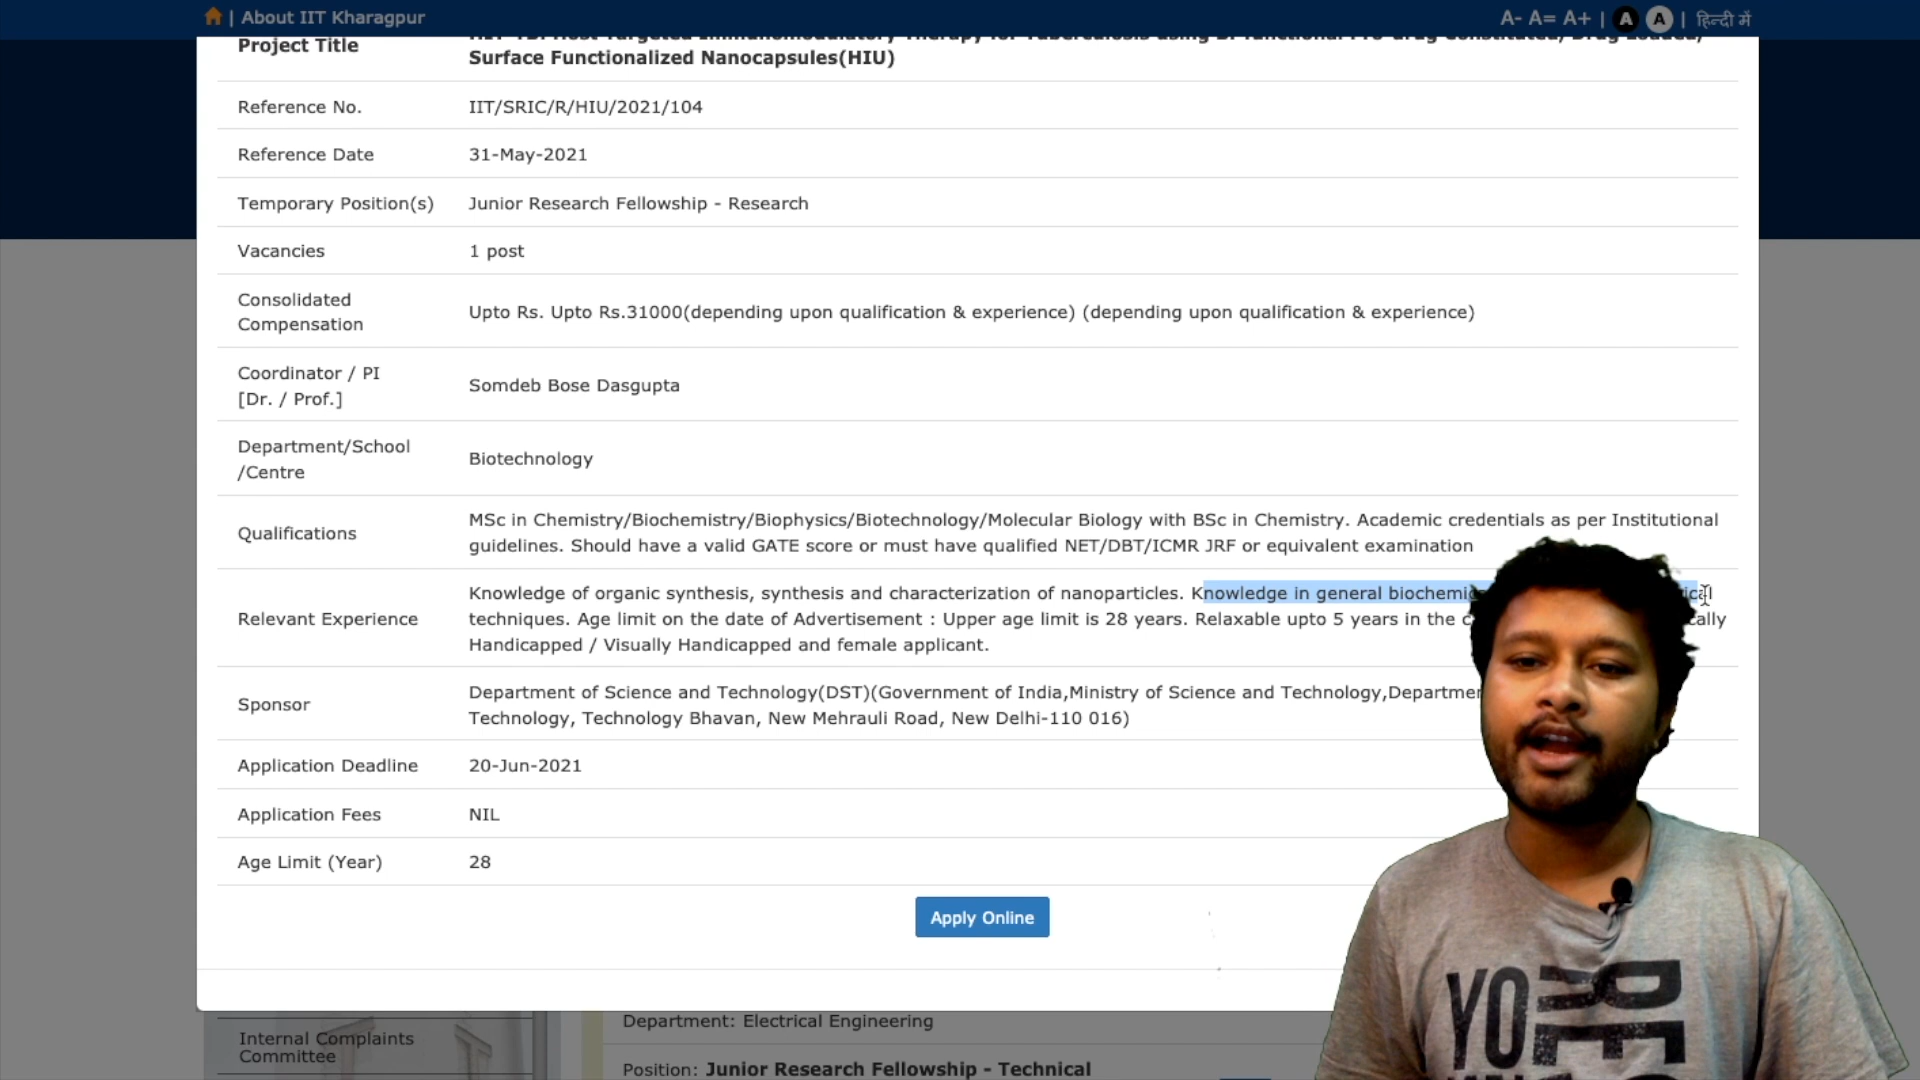 | About IIT Kharagpur
A- A= A+ | A A | हिन्दी में
Project Title
Surface Functionalized Nanocapsules(HIU)
Reference No. IIT/SRIC/R/HIU/2021/104
Reference Date 31-May-2021
Temporary Position(s) Junior Research Fellowship - Research
Vacancies 1 post
Consolidated
Compensation
Upto Rs. Upto Rs.31000(depending upon qualification & experience) (depending upon qualification & experience)
Coordinator / PI
[Dr. / Prof.]
Somdeb Bose Dasgupta
Department/School
/Centre
Biotechnology
Qualifications
MSc in Chemistry/Biochemistry/Biophysics/Biotechnology/Molecular Biology with BSc in Chemistry. Academic credentials as per Institutional
guidelines. Should have a valid GATE score or must have qualified NET/DBT/ICMR JRF or equivalent examination
Relevant Experience
Knowledge of organic synthesis, synthesis and characterization of nanoparticles. Knowledge in general
techniques. Age limit on the date of Advertisement : Upper age limit is 28 years. Relaxable upto 5 years in the
Handicapped / Visually Handicapped and female applicant.
Sponsor
Department of Science and Technology(DST)(Government of India,Ministry of Science and Technology,
Technology, Technology Bhavan, New Mehrauli Road, New Delhi-110 016)
Application Deadline 20-Jun-2021
Application Fees NIL
Age Limit (Year) 28
Apply Online
Internal Complaints
Committee
Department: Electrical Engineering
Position: Junior Research Fellowship - Technical
YO